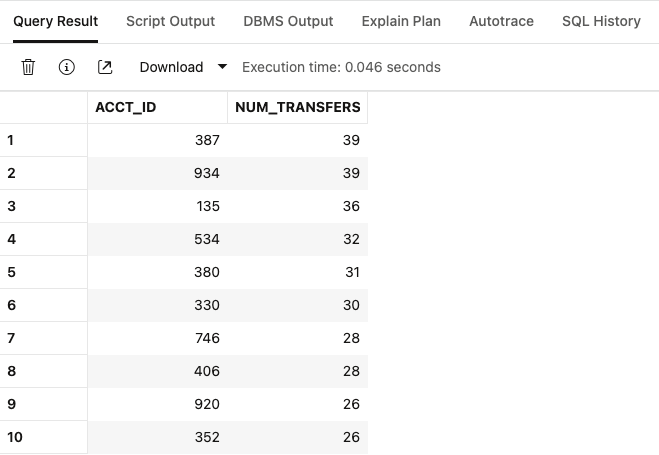 Query Result Script Output DBMS Output Explain Plan Autotrace SQL History
Download Execution time: 0.046 seconds
ACCT_ID NUM_TRANSFERS
1 387 39
2 934 39
3 135 36
4 534 32
5 380 31
6 330 30
7 746 28
8 406 28
9 920 26
10 352 26